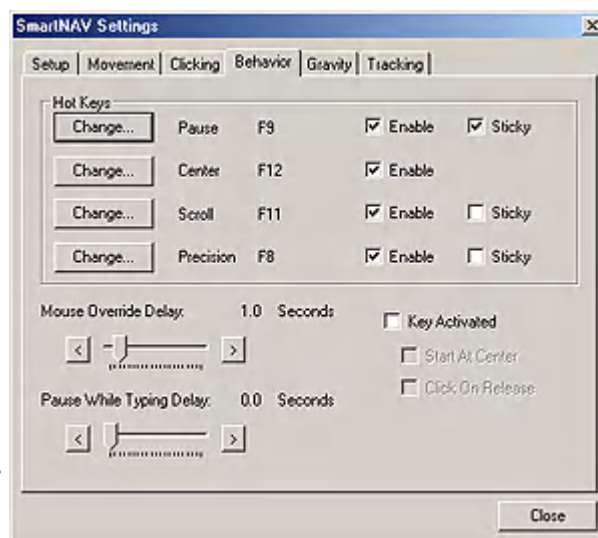 SmartNAV Settings
Setup Movement Clicking Behavior Gravity Tracking
Hot Keys
Change... Pause F9 Enable Sticky
Change... Center F12 Enable
Change... Scroll F11 Enable Sticky
Change... Precision F8 Enable Sticky
Mouse Override Delay: 1.0 Seconds
Key Activated
< >
Start At Center
Click On Release
Pause While Typing Delay: 0.0 Seconds
< >
Close